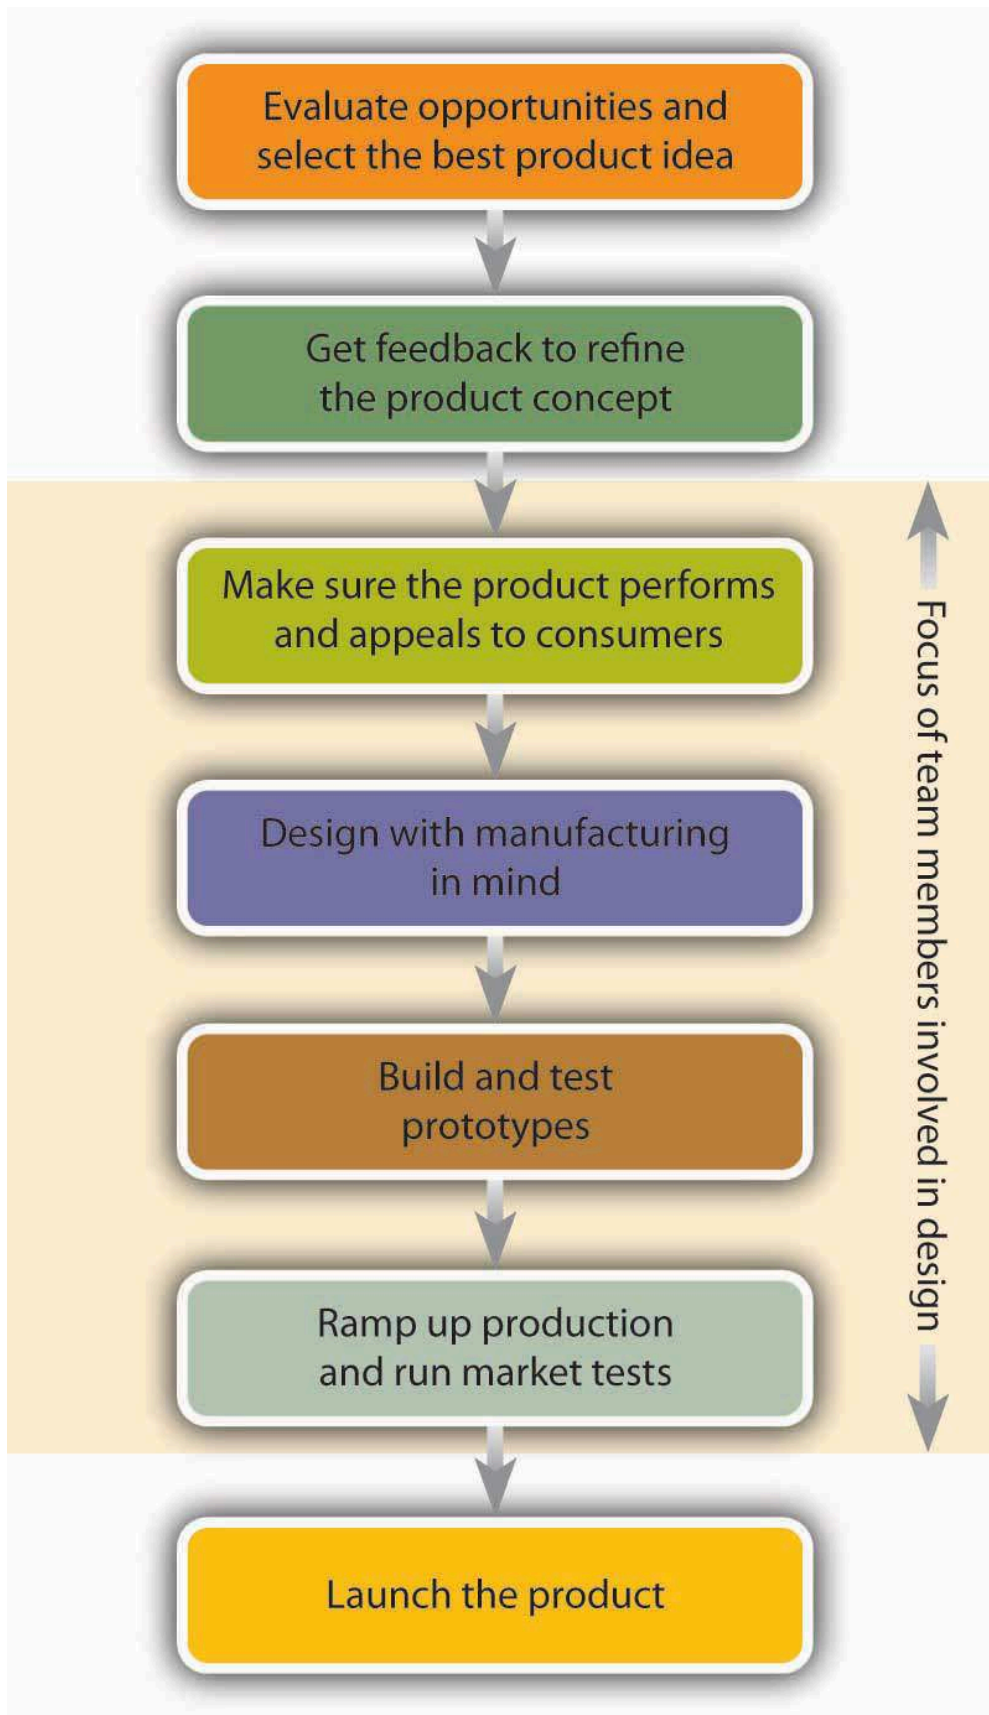 Evaluate opportunities and
select the best product idea
Get feedback to refine
the product concept
Make sure the product performs
and appeals to consumers
Design with manufacturing
in mind
Build and test
prototypes
Ramp up production
and run market tests
Launch the product
Focus of team members involved in design